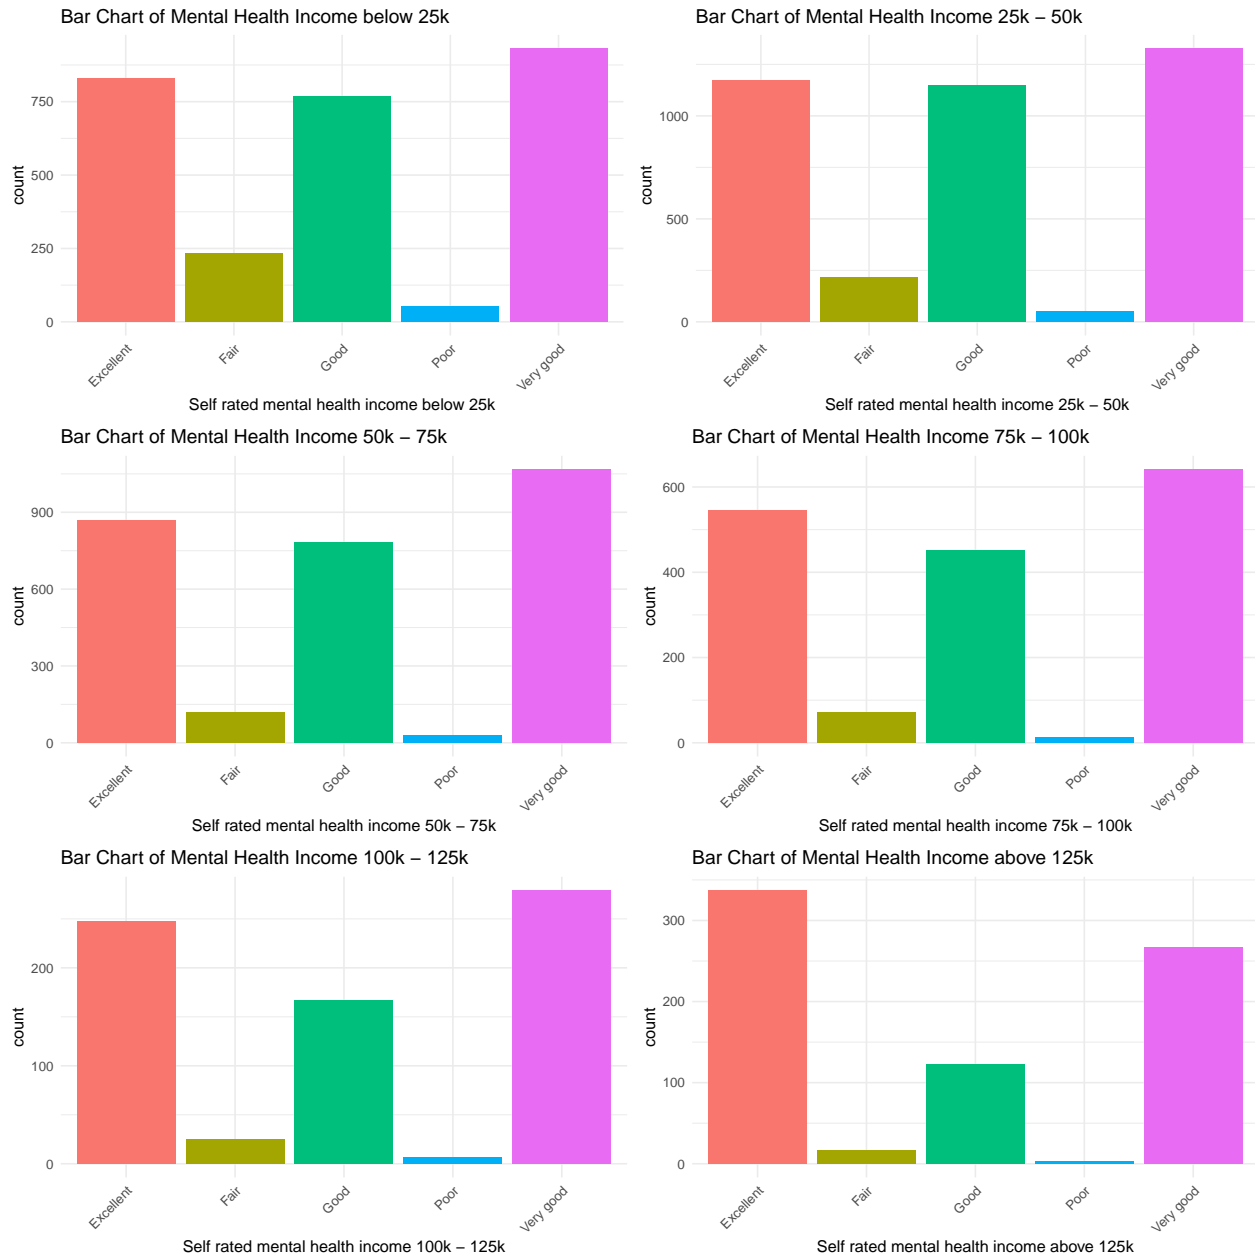 Bar Chart of Mental Health Income below 25k
count
750
500
250
0
Excellent
Fair
Good
Poor
Very good
Self rated mental health income below 25k
Bar Chart of Mental Health Income 25k – 50k
count
1000
500
0
Excellent
Fair
Good
Poor
Very good
Self rated mental health income 25k – 50k
Bar Chart of Mental Health Income 50k – 75k
count
900
600
300
0
Excellent
Fair
Good
Poor
Very good
Self rated mental health income 50k – 75k
Bar Chart of Mental Health Income 75k – 100k
count
600
400
200
0
Excellent
Fair
Good
Poor
Very good
Self rated mental health income 75k – 100k
Bar Chart of Mental Health Income 100k – 125k
count
200
100
0
Excellent
Fair
Good
Poor
Very good
Self rated mental health income 100k – 125k
Bar Chart of Mental Health Income above 125k
count
300
200
100
0
Excellent
Fair
Good
Poor
Very good
Self rated mental health income above 125k